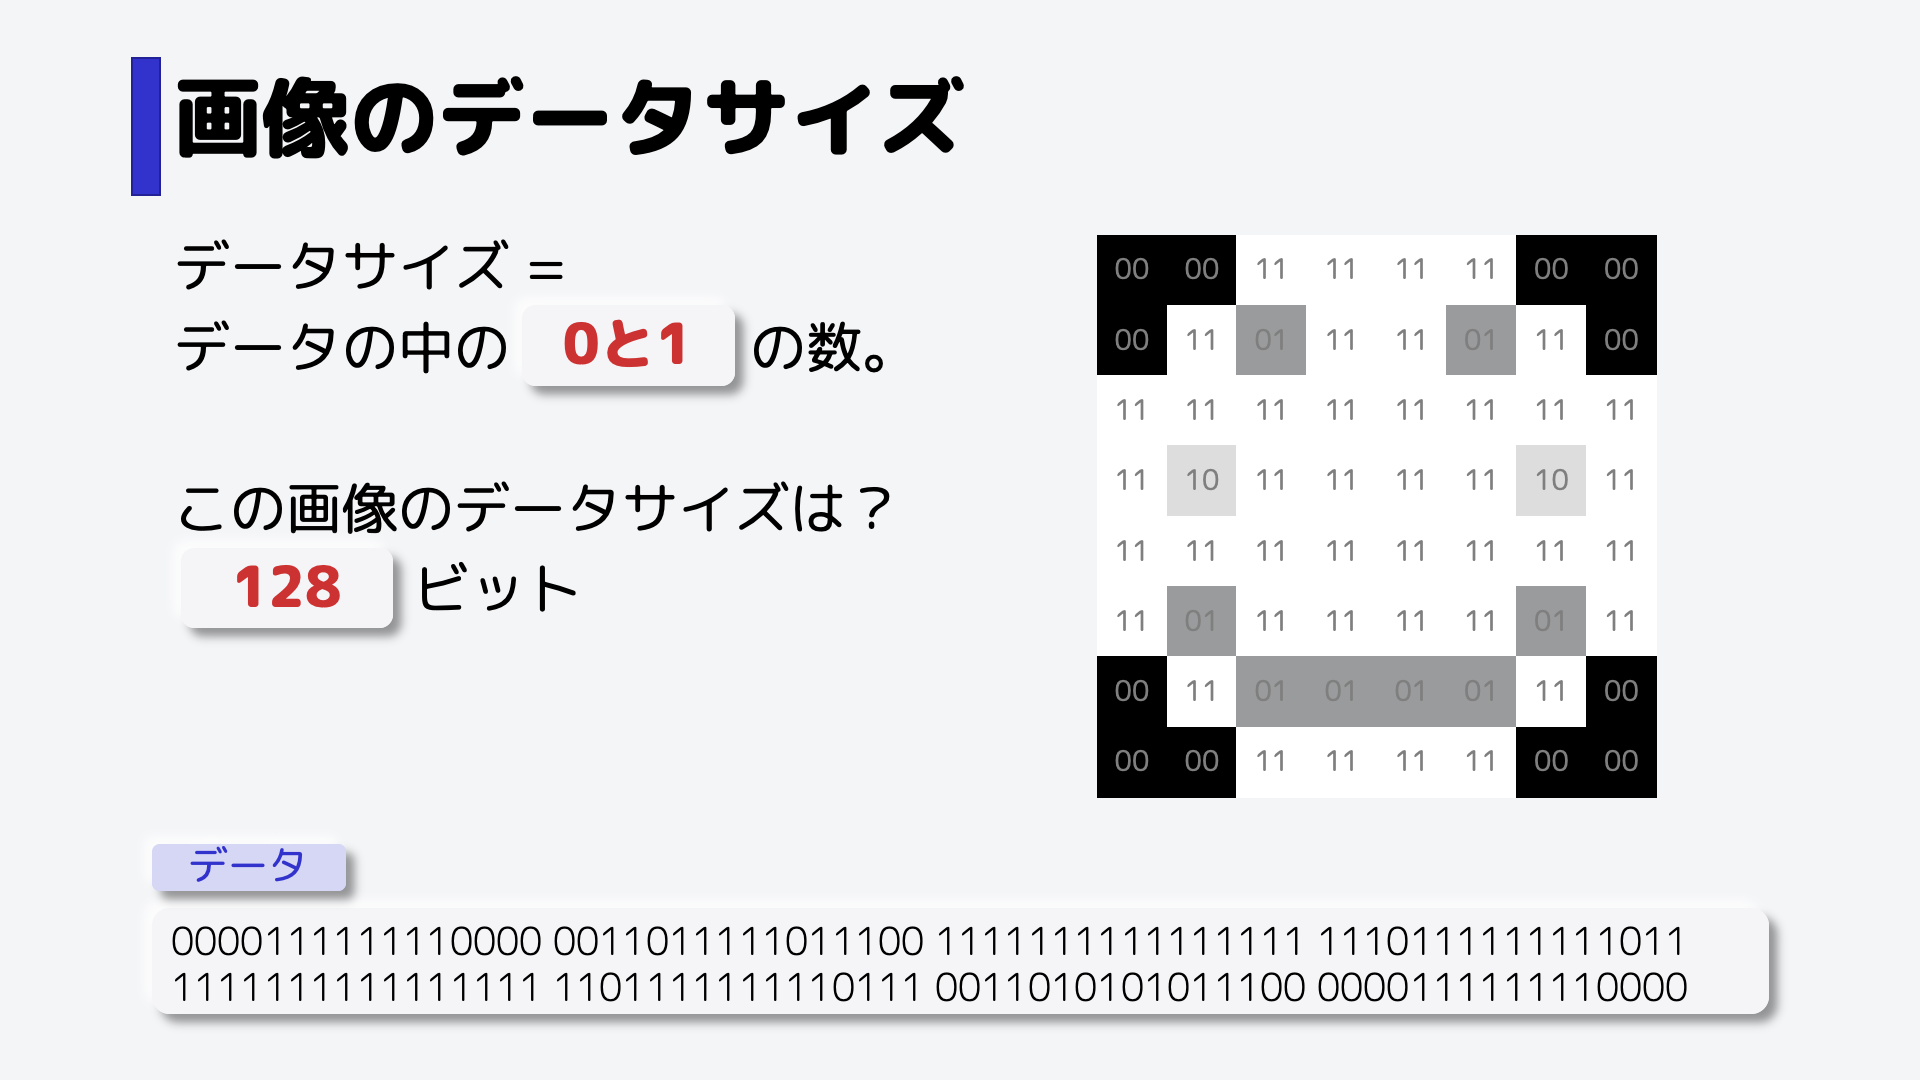 画像のデータサイズ
データサイズ =
データの中の 0と1 の数。
この画像のデータサイズは？
128 ビット
00 00 11 11 11 11 00 00
00 11 01 11 11 01 11 00
11 11 11 11 11 11 11 11
11 10 11 11 11 11 10 11
11 11 11 11 11 11 11 11
11 01 11 11 11 11 01 11
00 11 01 01 01 01 11 00
00 00 11 11 11 11 00 00
データ
0000111111110000 0011011111011100 1111111111111111 1110111111111011
1111111111111111 1101111111110111 0011010101011100 0000111111110000